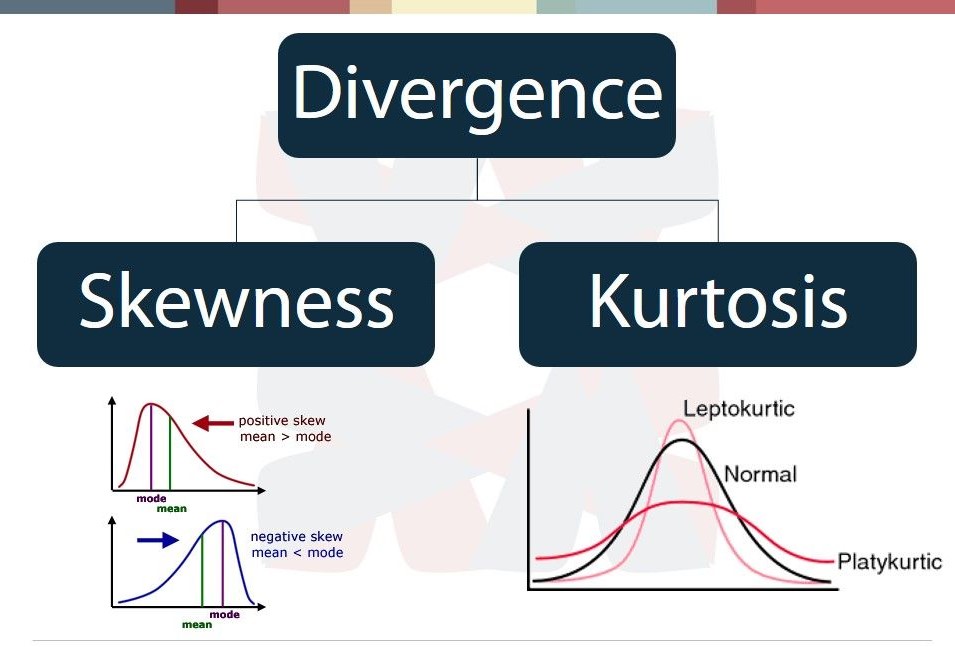 Divergence
Skewness
Kurtosis
positive skew
mean > mode
mode
mean
negative skew
mean < mode
mode
mean
Leptokurtic
Normal
Platykurtic